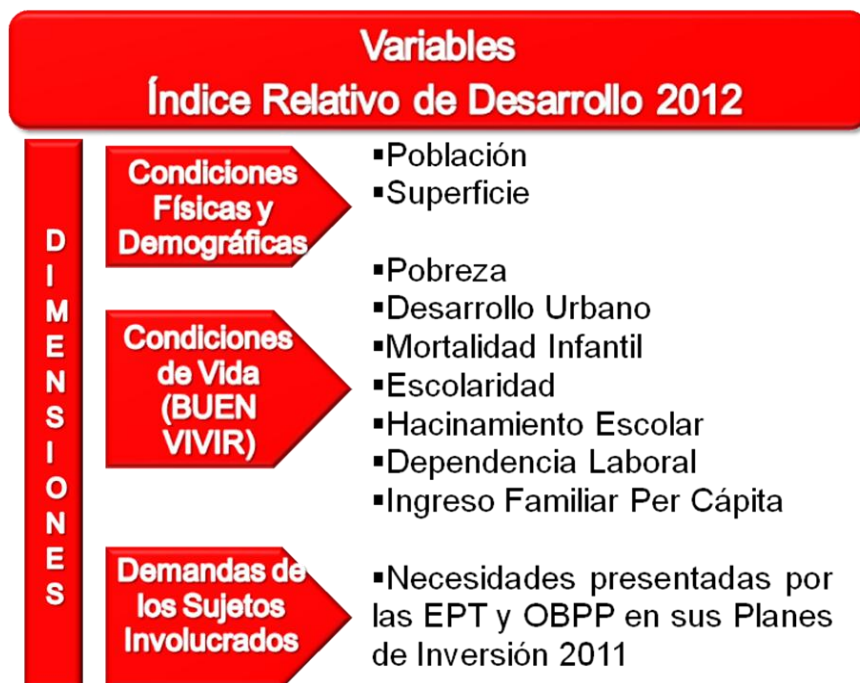 Variables
Índice Relativo de Desarrollo 2012
DIMENSIONES
Condiciones
Físicas y
Demográficas
▪Población
▪Superficie
Condiciones
de Vida
(BUEN
VIVIR)
▪Pobreza
▪Desarrollo Urbano
▪Mortalidad Infantil
▪Escolaridad
▪Hacinamiento Escolar
▪Dependencia Laboral
▪Ingreso Familiar Per Cápita
Demandas de
los Sujetos
Involucrados
▪Necesidades presentadas por
las EPT y OBPP en sus Planes
de Inversión 2011